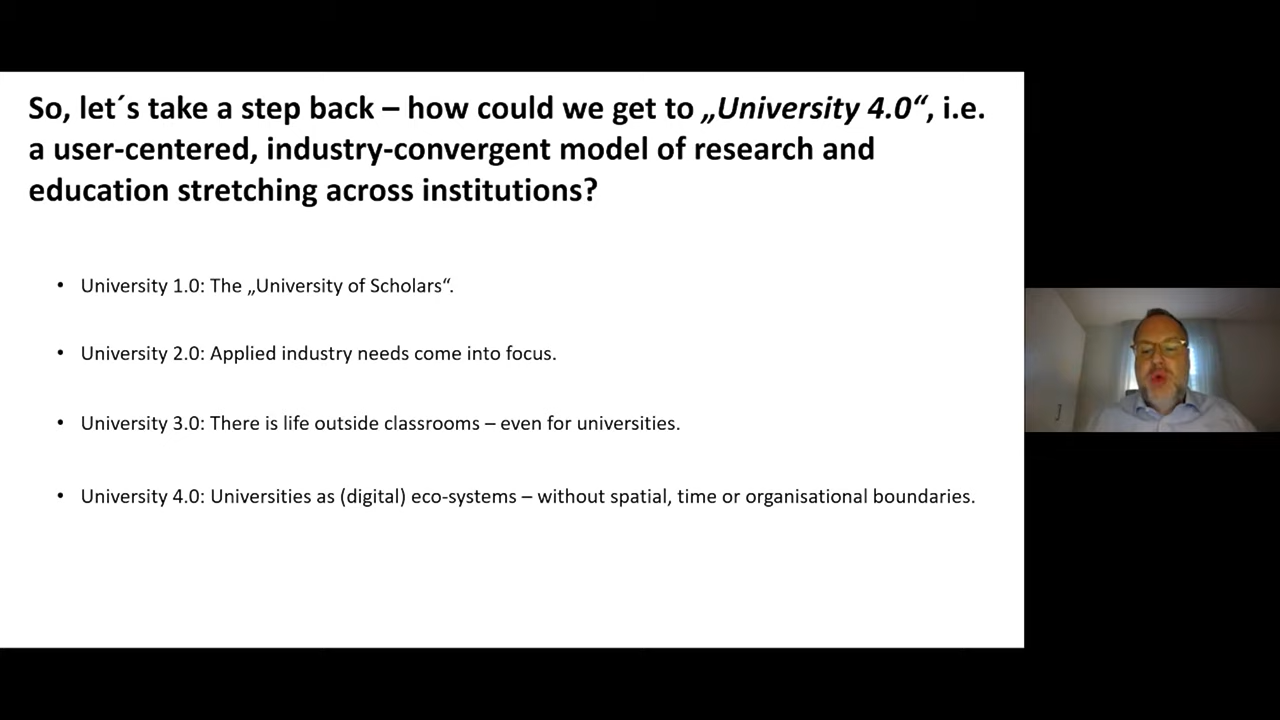 So, let´s take a step back – how could we get to „University 4.0“, i.e.
a user-centered, industry-convergent model of research and
education stretching across institutions?
• University 1.0: The „University of Scholars“.
• University 2.0: Applied industry needs come into focus.
• University 3.0: There is life outside classrooms – even for universities.
• University 4.0: Universities as (digital) eco-systems – without spatial, time or organisational boundaries.